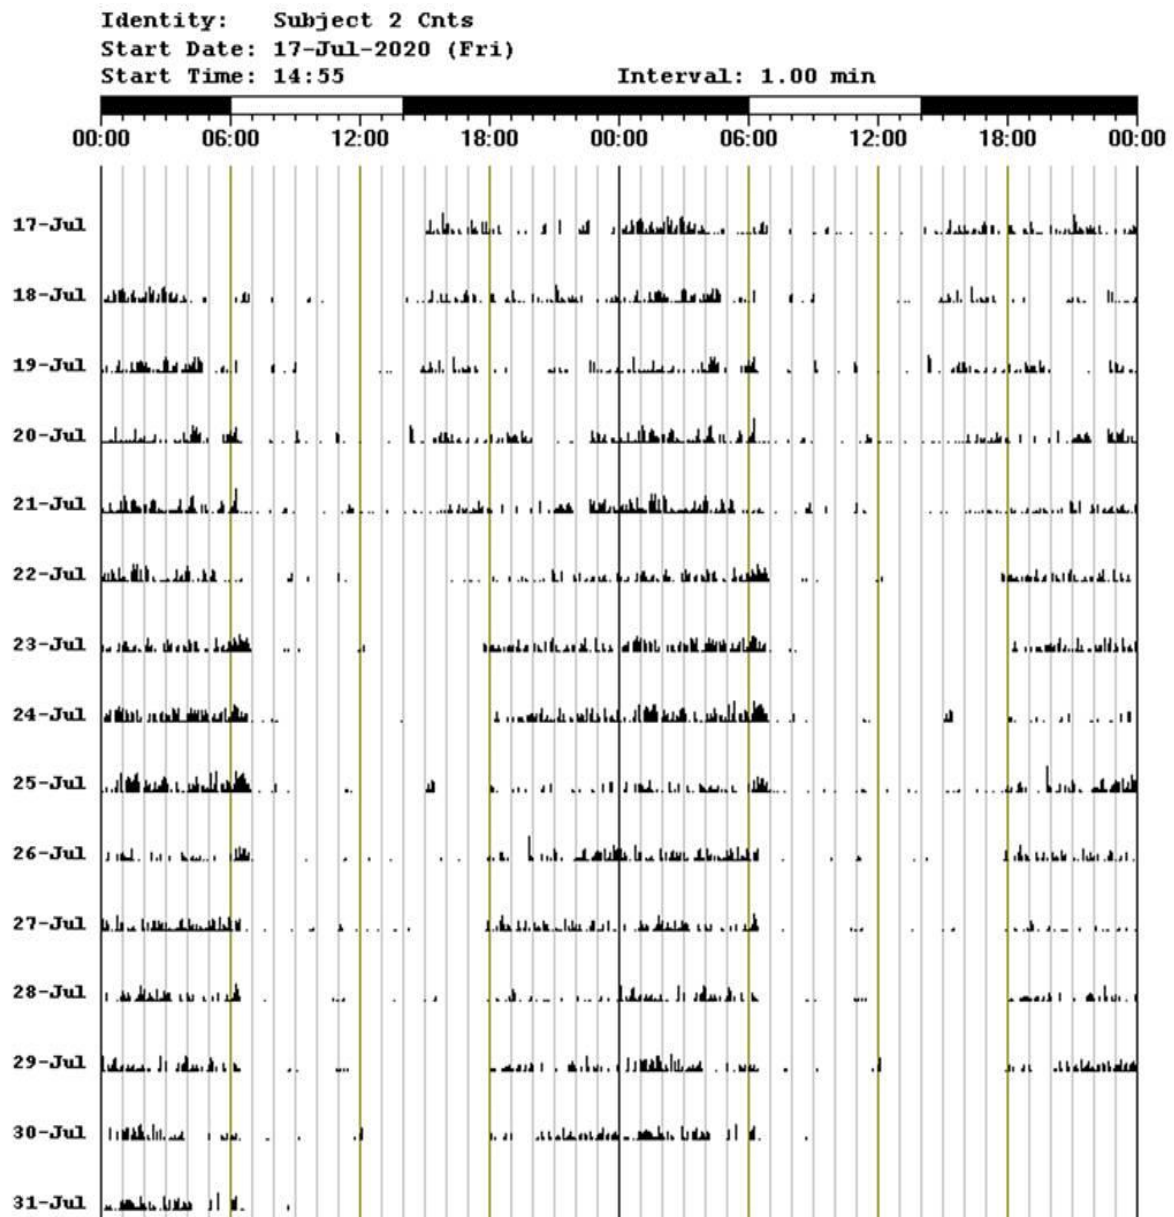 Identity: Subject 2 Cnts
Start Date: 17-Jul-2020 (Fri)
Start Time: 14:55 Interval: 1.00 min
00:00 06:00 12:00 18:00 00:00 06:00 12:00 18:00 00:00
17-Jul
18-Jul
19-Jul
20-Jul
21-Jul
22-Jul
23-Jul
24-Jul
25-Jul
26-Jul
27-Jul
28-Jul
29-Jul
30-Jul
31-Jul